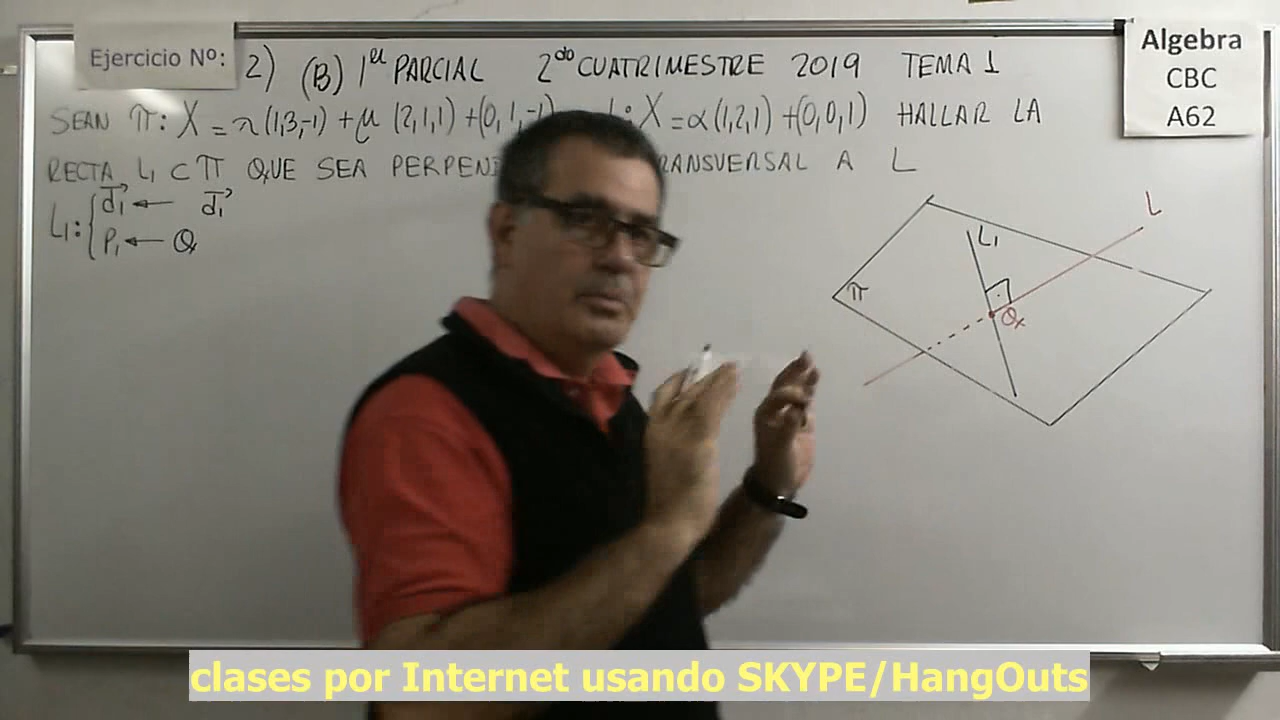 Ejercicio Nº: 2) (B) 1er PARCIAL 2do CUATRIMESTRE 2019 TEMA 1
Algebra
CBC
A62
SEAN π: X = λ(1,3,-1) + μ (2,1,1) + (0,1,-1) : X = α(1,2,1) + (0,0,1) HALLAR LA
RECTA L1 ⊂ π QUE SEA PERPEN RANSVERSAL A L
L1: { d1 ← d1
P1 ← Q
L
L1
π
Q
clases por Internet usando SKYPE/HangOuts